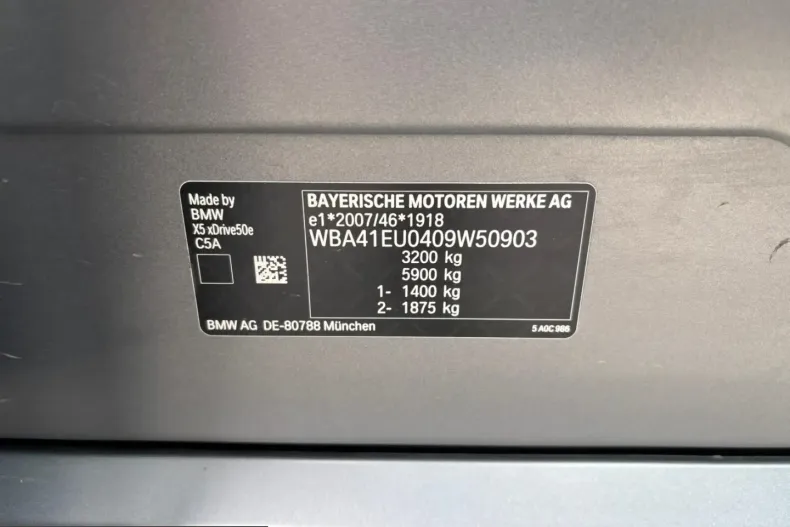 Made by
BMW
X5 xDrive50e
C5A
BAYERISCHE MOTOREN WERKE AG
e1*2007/46*1918
WBA41EU0409W50903
3200 kg
5900 kg
1- 1400 kg
2- 1875 kg
BMW AG DE-80788 München
5 A0C 986